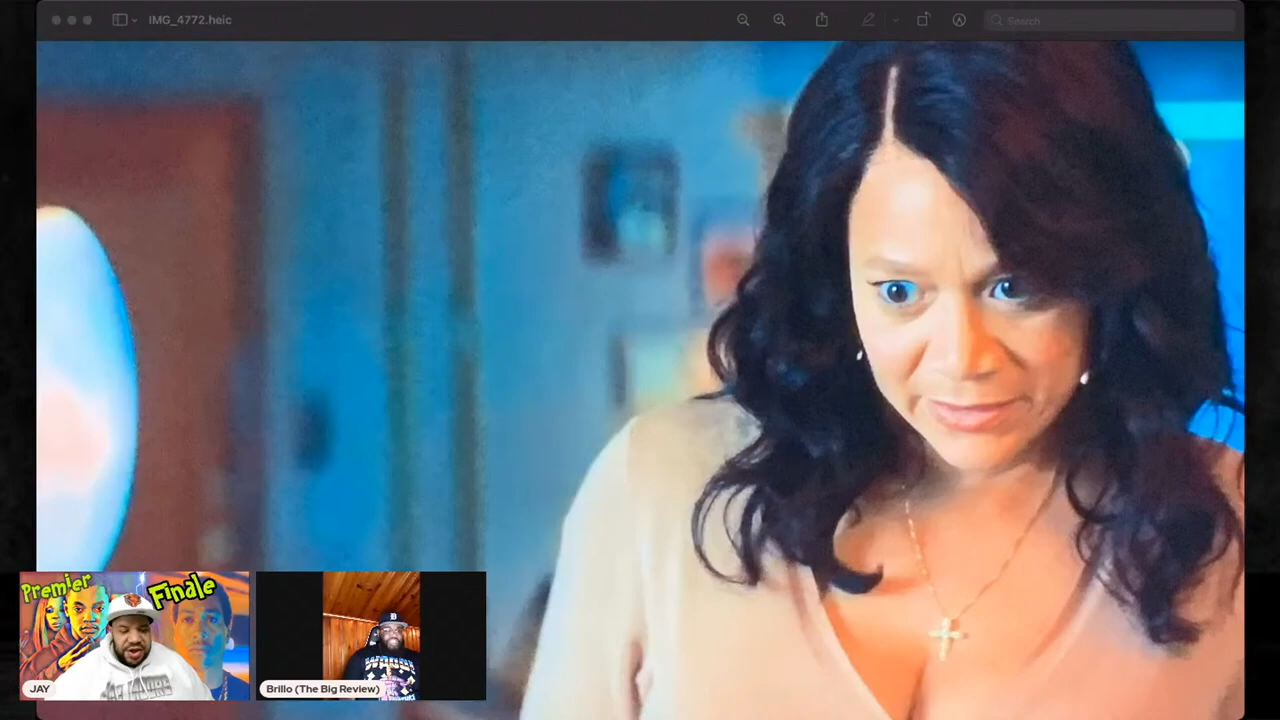 IMG_4772.heic
Search
Premier
Finale
JAY
Brillo (The Big Review)